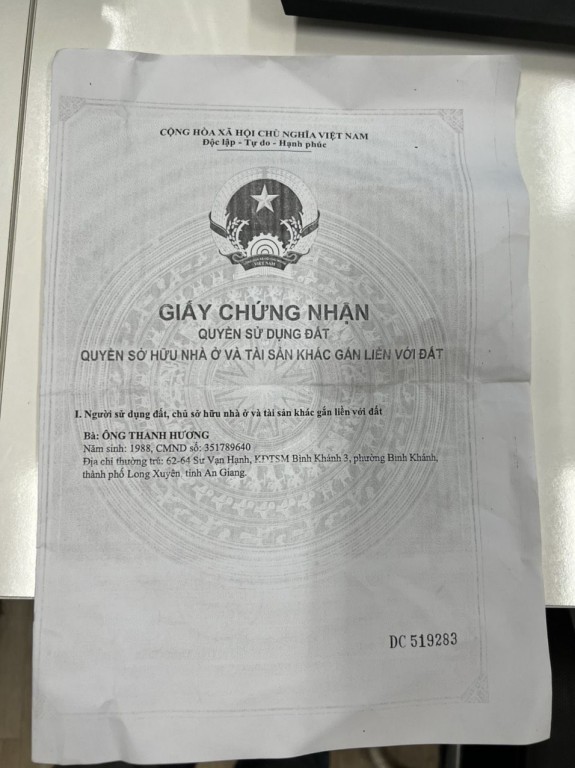 CỘNG HÒA XÃ HỘI CHỦ NGHĨA VIỆT NAM
Độc lập - Tự do - Hạnh phúc
GIẤY CHỨNG NHẬN
QUYỀN SỬ DỤNG ĐẤT
QUYỀN SỞ HỮU NHÀ Ở VÀ TÀI SẢN KHÁC GẮN LIỀN VỚI ĐẤT
I. Người sử dụng đất, chủ sở hữu nhà ở và tài sản khác gắn liền với đất
Bà: ÔNG THANH HƯƠNG
Năm sinh: 1988, CMND số: 351789640
Địa chỉ thường trú: 62-64 Sư Vạn Hạnh, KĐTSM Bình Khánh 3, phường Bình Khánh,
thành phố Long Xuyên, tỉnh An Giang.
DC 519283